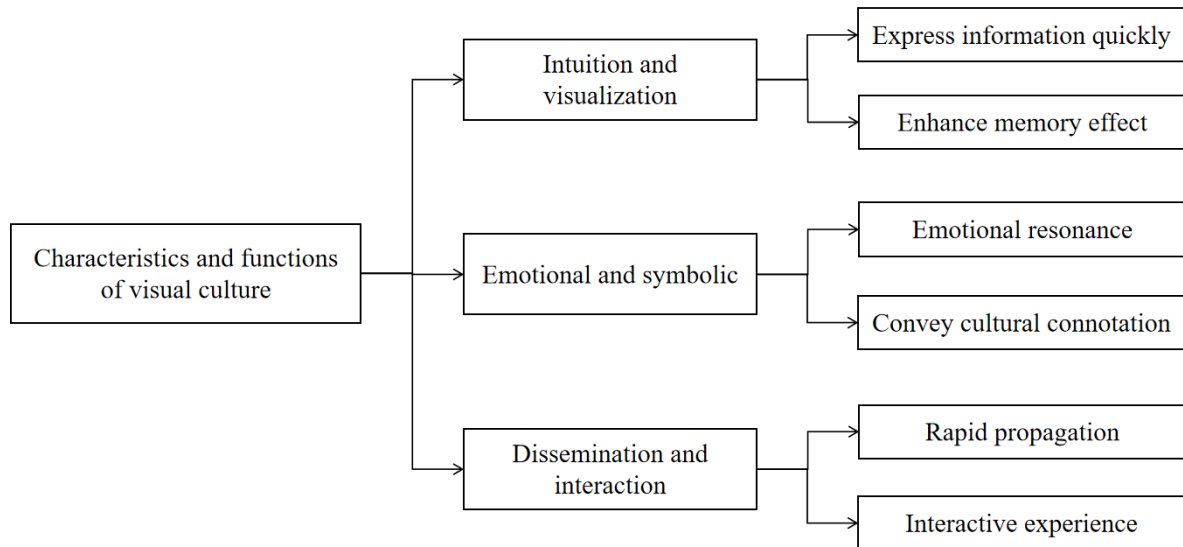 Characteristics and functions
of visual culture
Intuition and
visualization
Express information quickly
Enhance memory effect
Emotional and symbolic
Emotional resonance
Convey cultural connotation
Dissemination and
interaction
Rapid propagation
Interactive experience